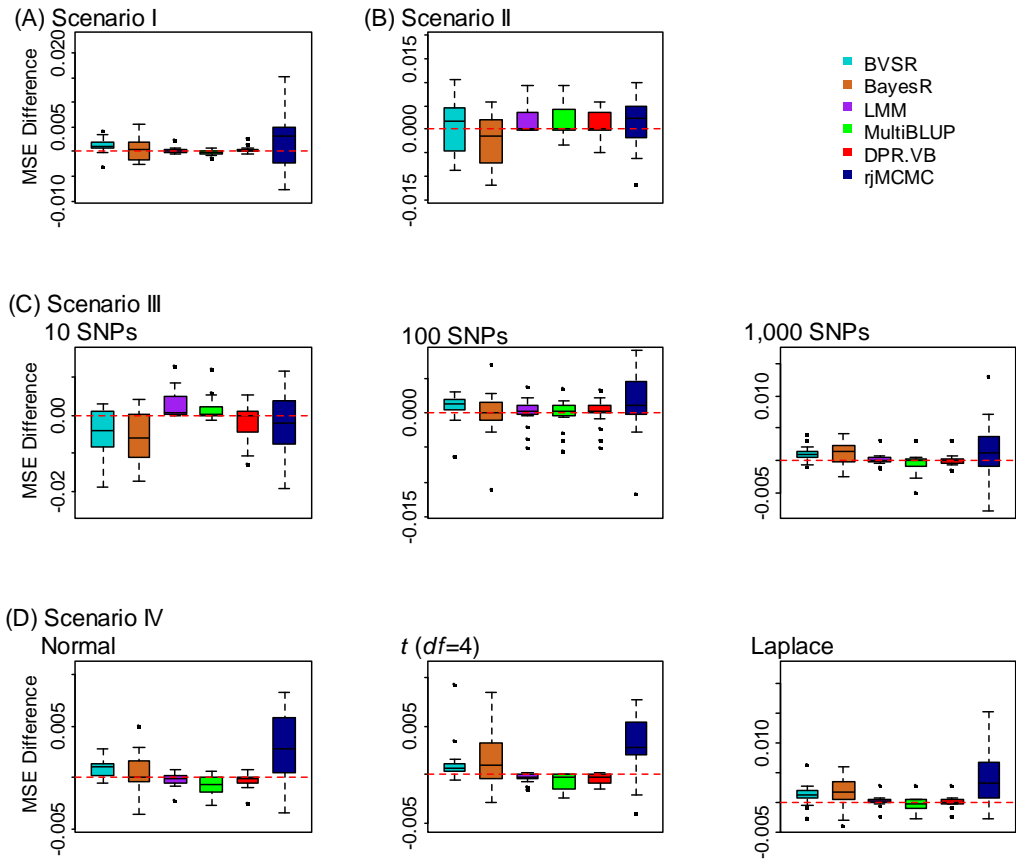 (A) Scenario I
MSE Difference
0.020
0.005
-0.010
(B) Scenario II
0.015
0.000
-0.015
BVSR
BayesR
LMM
MultiBLUP
DPR.VB
rjMCMC
(C) Scenario III
10 SNPs
MSE Difference
0.00
-0.02
100 SNPs
0.000
-0.015
1,000 SNPs
0.010
-0.005
(D) Scenario IV
Normal
MSE Difference
0.005
-0.005
t (df=4)
0.005
-0.005
Laplace
0.010
-0.005